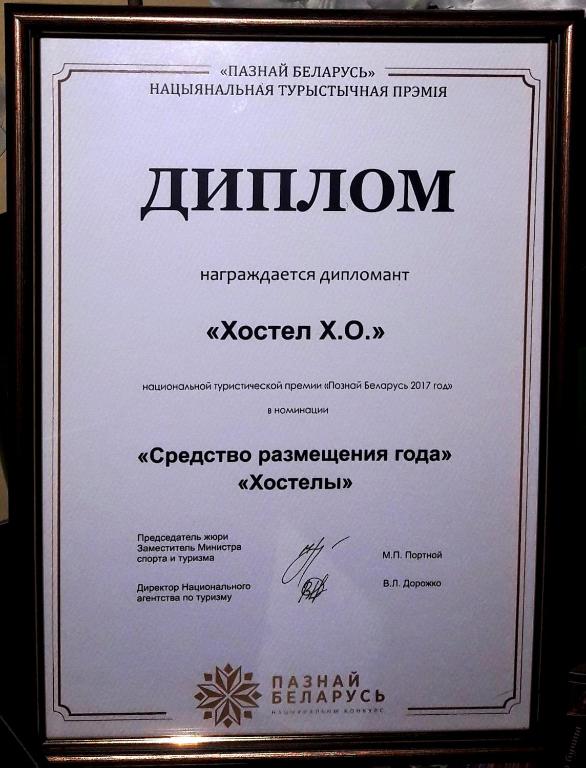 «ПАЗНАЙ БЕЛАРУСЬ»
НАЦЫЯНАЛЬНАЯ ТУРЫСТЫЧНАЯ ПРЭМІЯ
ДИПЛОМ
награждается дипломант
«Хостел Х.О.»
национальной туристической премии «Познай Беларусь 2017 год»
в номинации
«Средство размещения года»
«Хостелы»
Председатель жюри
Заместитель Министра
спорта и туризма
М.П. Портной
Директор Национального
агентства по туризму
В.Л. Дорожко
ПАЗНАЙ
БЕЛАРУСЬ
НАЦЫЯНАЛЬНЫ КОНКУРС